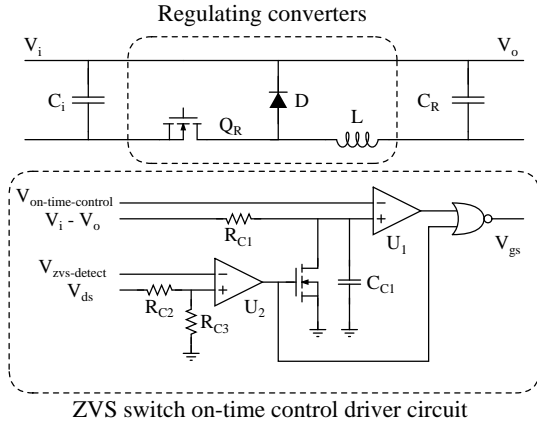 Regulating converters
V_i
V_o
C_i
D
L
C_R
Q_R
V_on-time-control
V_i - V_o
R_C1
U_1
V_gs
V_zvs-detect
V_ds
R_C2
R_C3
U_2
C_C1
ZVS switch on-time control driver circuit